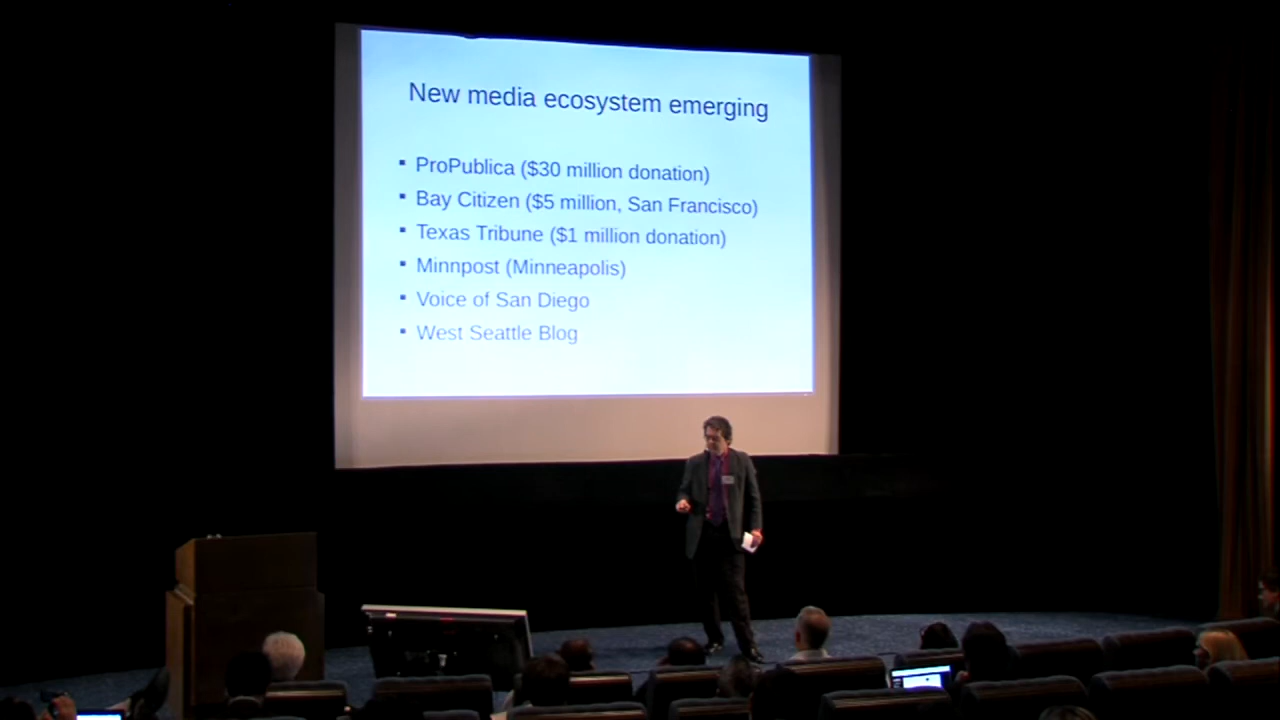 New media ecosystem emerging
▪ ProPublica ($30 million donation)
▪ Bay Citizen ($5 million, San Francisco)
▪ Texas Tribune ($1 million donation)
▪ Minnpost (Minneapolis)
▪ Voice of San Diego
▪ West Seattle Blog